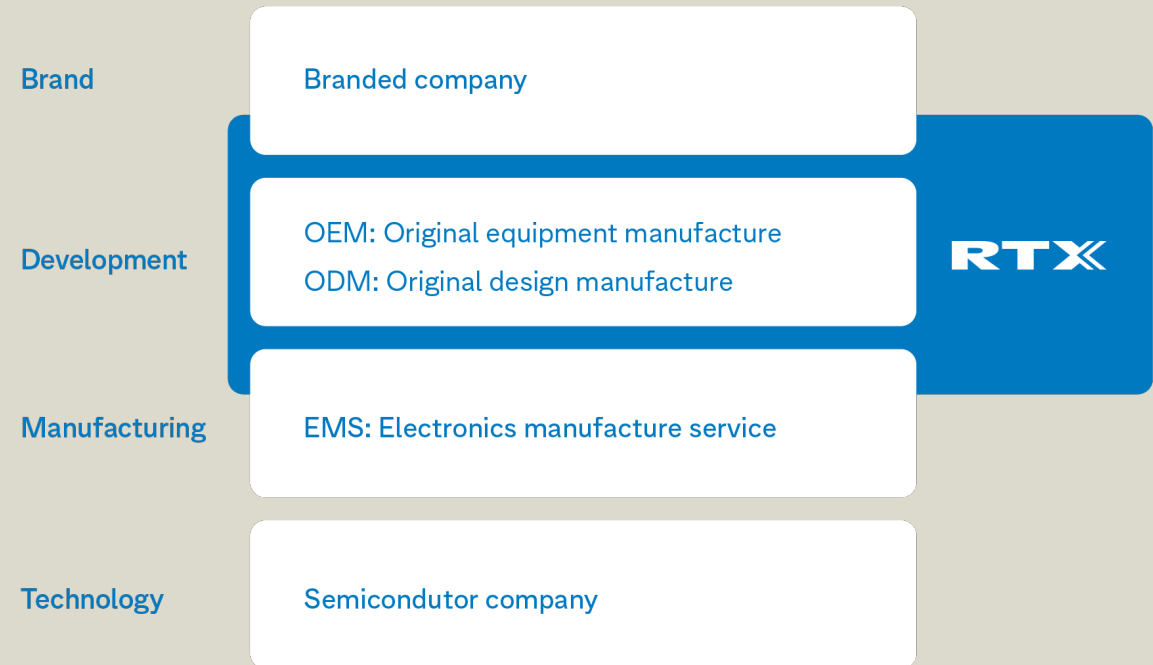 Brand
Branded company
Development
OEM: Original equipment manufacture
ODM: Original design manufacture
RTX
Manufacturing
EMS: Electronics manufacture service
Technology
Semicondutor company